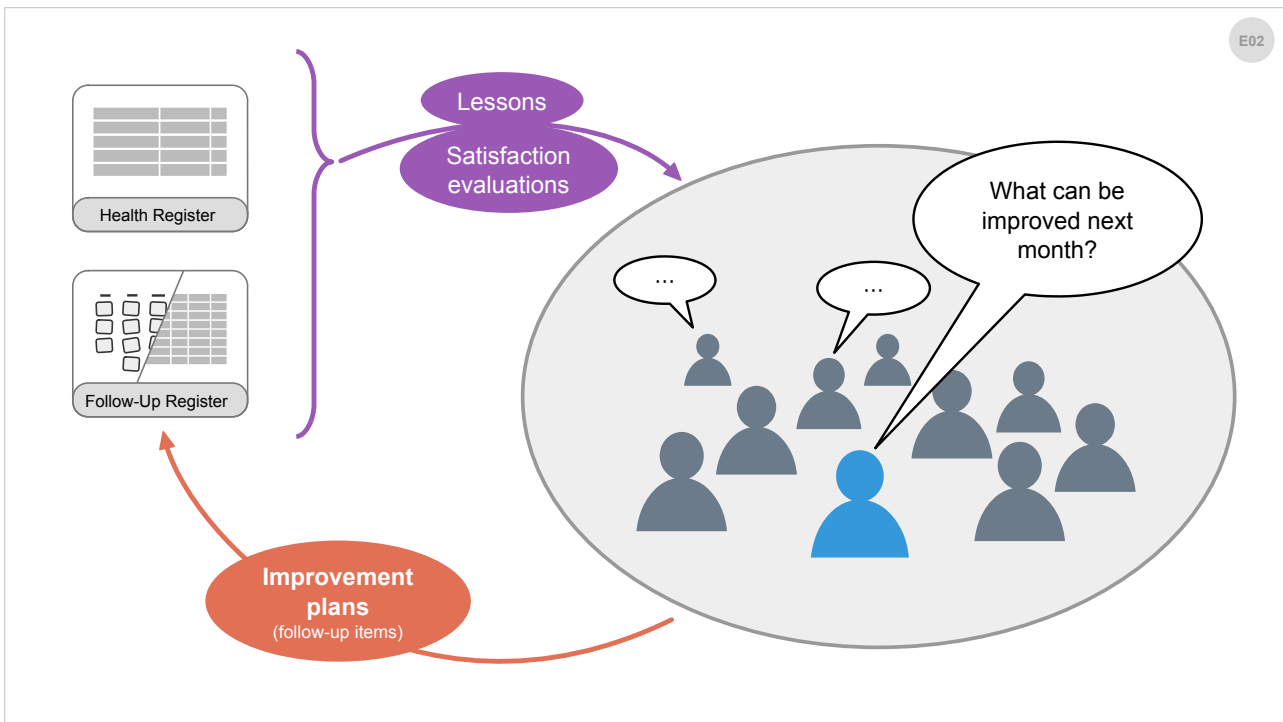 E02
Health Register
Follow-Up Register
Lessons
Satisfaction
evaluations
What can be
improved next
month?
...
...
Improvement
plans
(follow-up items)